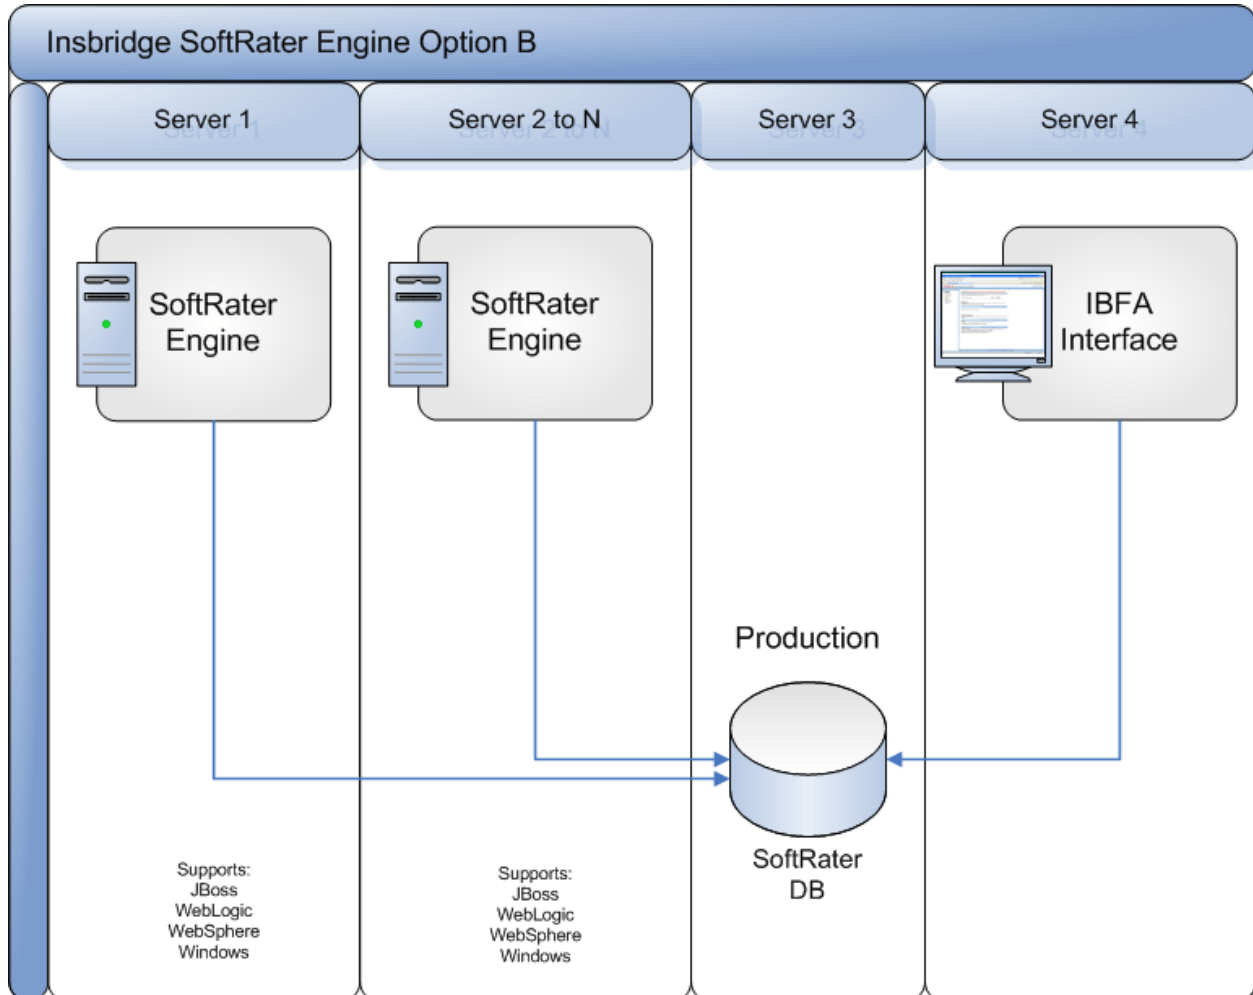 Insbridge SoftRater Engine Option B
Server 1
Server 2 to N
Server 3
Server 4
SoftRater
Engine
SoftRater
Engine
IBFA
Interface
Production
SoftRater
DB
Supports:
JBoss
WebLogic
WebSphere
Windows
Supports:
JBoss
WebLogic
WebSphere
Windows